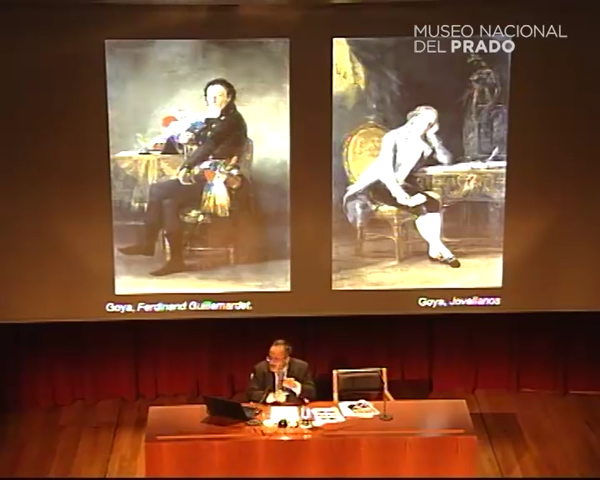 MUSEO NACIONAL
DEL PRADO
Goya, Ferdinand Guillemardet.
Goya, Jovellanos